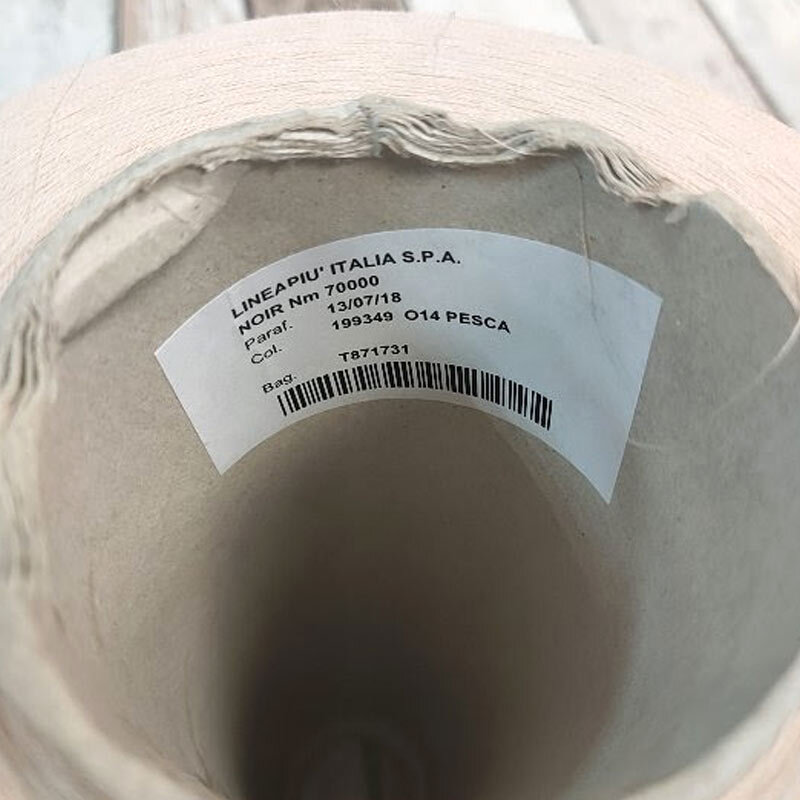 LINEAPIU' ITALIA S.P.A.
NOIR Nm 70000
Paraf. 13/07/18
Col. 199349 O14 PESCA
Bag. T871731